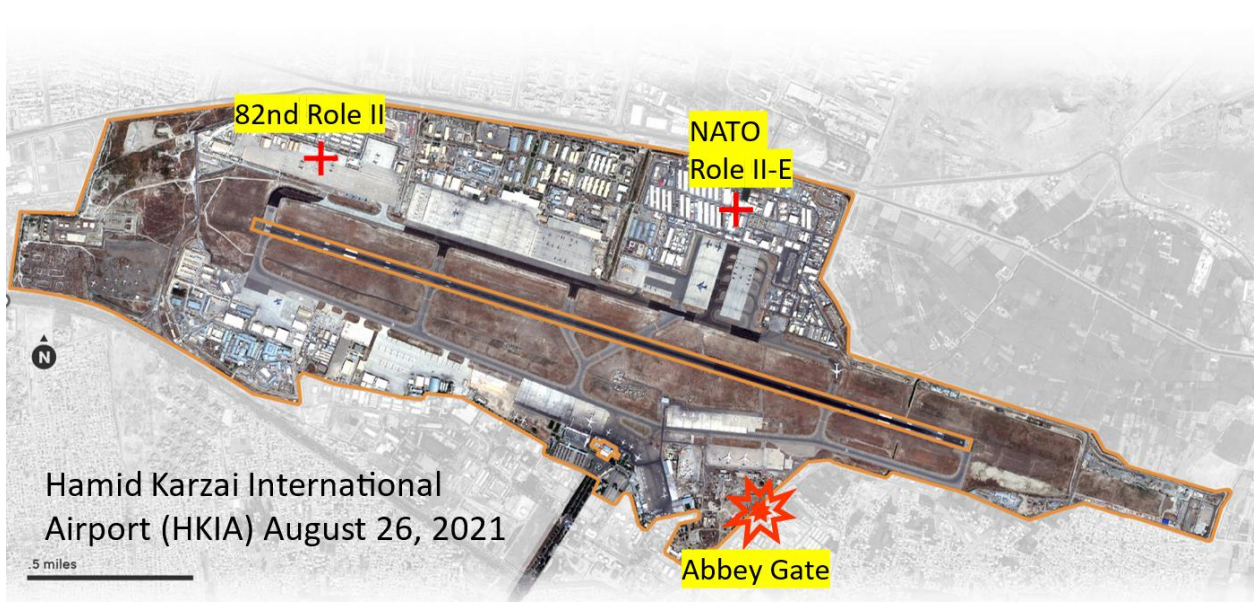 82nd Role II
NATO
Role II-E
N
Hamid Karzai International
Airport (HKIA) August 26, 2021
.5 miles
Abbey Gate